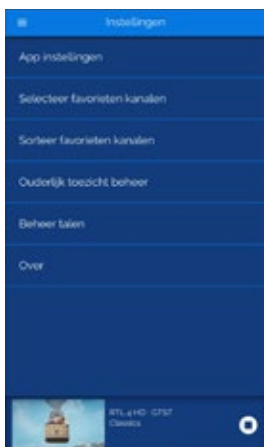 Instellingen
App instellingen
Selecteer favorieten kanalen
Sorteer favorieten kanalen
Ouderlijk toezicht beheer
Beheer talen
Over
RTL 4 HD · GTST
Classics